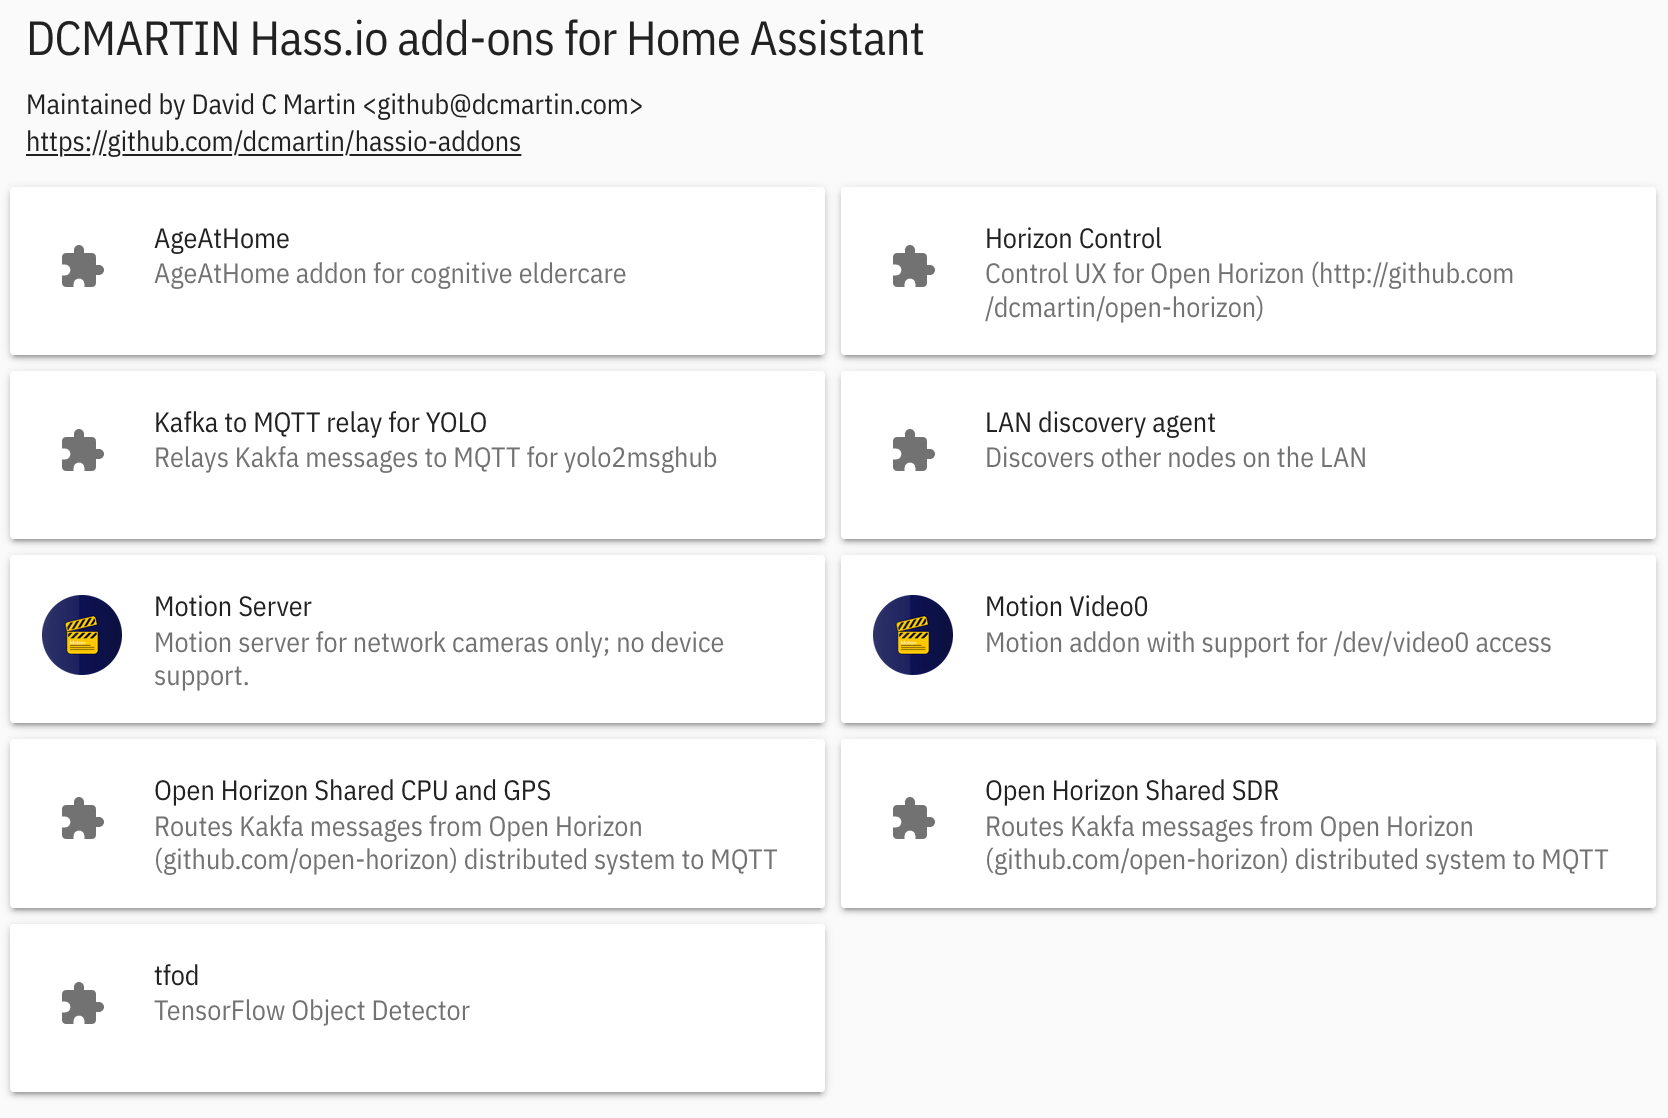 DCMARTIN Hass.io add-ons for Home Assistant
Maintained by David C Martin <github@dcmartin.com>
https://github.com/dcmartin/hassio-addons
AgeAtHome
AgeAtHome addon for cognitive eldercare
Horizon Control
Control UX for Open Horizon (http://github.com
/dcmartin/open-horizon)
Kafka to MQTT relay for YOLO
Relays Kakfa messages to MQTT for yolo2msghub
LAN discovery agent
Discovers other nodes on the LAN
Motion Server
Motion server for network cameras only; no device
support.
Motion Video0
Motion addon with support for /dev/video0 access
Open Horizon Shared CPU and GPS
Routes Kakfa messages from Open Horizon
(github.com/open-horizon) distributed system to MQTT
Open Horizon Shared SDR
Routes Kakfa messages from Open Horizon
(github.com/open-horizon) distributed system to MQTT
tfod
TensorFlow Object Detector